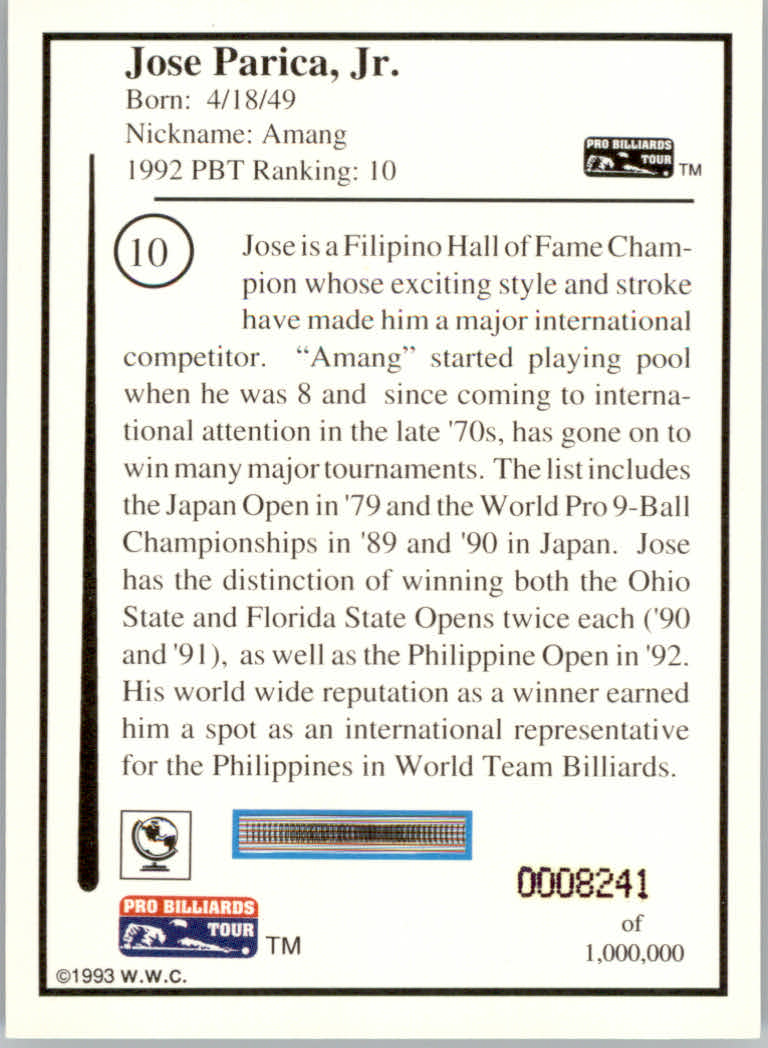 Jose Parica, Jr.
Born: 4/18/49
Nickname: Amang
1992 PBT Ranking: 10
PRO BILLIARDS
TOUR TM
10
Jose is a Filipino Hall of Fame Cham-
pion whose exciting style and stroke
have made him a major international
competitor. “Amang” started playing pool
when he was 8 and since coming to interna-
tional attention in the late '70s, has gone on to
win many major tournaments. The list includes
the Japan Open in '79 and the World Pro 9-Ball
Championships in '89 and '90 in Japan. Jose
has the distinction of winning both the Ohio
State and Florida State Opens twice each ('90
and '91), as well as the Philippine Open in '92.
His world wide reputation as a winner earned
him a spot as an international representative
for the Philippines in World Team Billiards.
0008241
of
1,000,000
PRO BILLIARDS
TOUR TM
©1993 W.W.C.